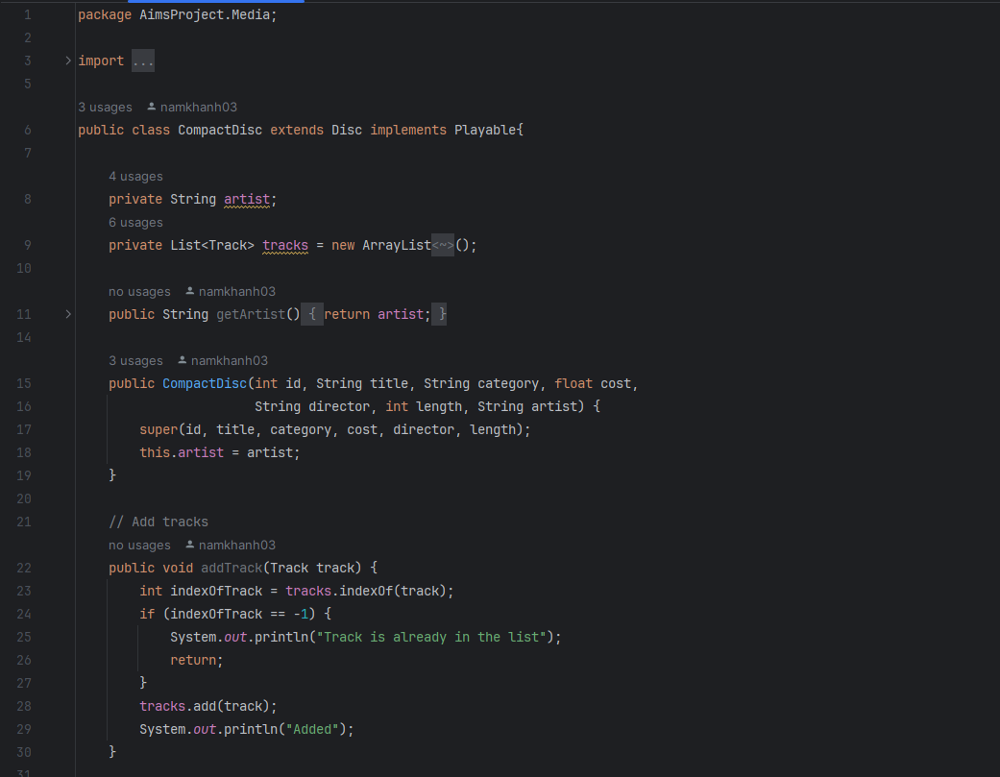 1 package AimsProject.Media;
2
3 import ...
5
3 usages namkhanh03
6 public class CompactDisc extends Disc implements Playable{
7
4 usages
8 private String artist;
6 usages
9 private List<Track> tracks = new ArrayList<~>();
10
no usages namkhanh03
11 public String getArtist() { return artist; }
14
3 usages namkhanh03
15 public CompactDisc(int id, String title, String category, float cost,
16 String director, int length, String artist) {
17 super(id, title, category, cost, director, length);
18 this.artist = artist;
19 }
20
21 // Add tracks
no usages namkhanh03
22 public void addTrack(Track track) {
23 int indexOfTrack = tracks.indexOf(track);
24 if (indexOfTrack == -1) {
25 System.out.println("Track is already in the list");
26 return;
27 }
28 tracks.add(track);
29 System.out.println("Added");
30 }
31